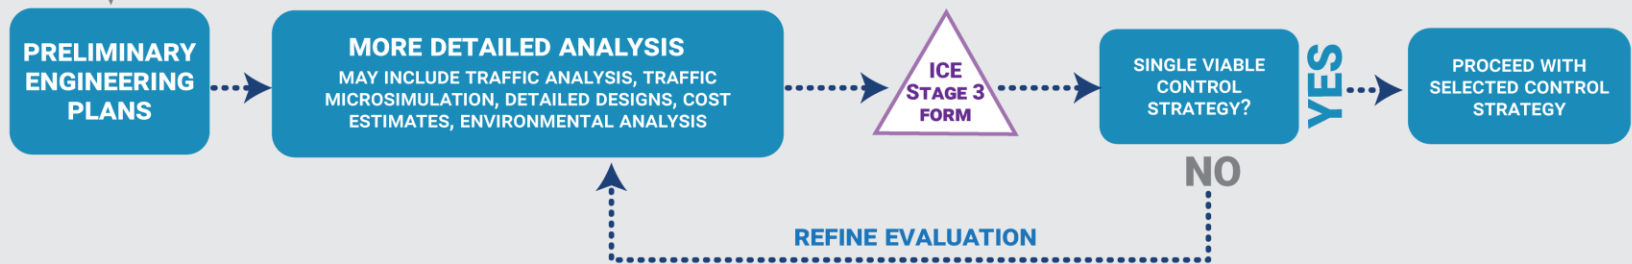 PRELIMINARY
ENGINEERING
PLANS
MORE DETAILED ANALYSIS
MAY INCLUDE TRAFFIC ANALYSIS, TRAFFIC
MICROSIMULATION, DETAILED DESIGNS, COST
ESTIMATES, ENVIRONMENTAL ANALYSIS
ICE
STAGE 3
FORM
SINGLE VIABLE
CONTROL
STRATEGY?
YES
PROCEED WITH
SELECTED CONTROL
STRATEGY
NO
REFINE EVALUATION